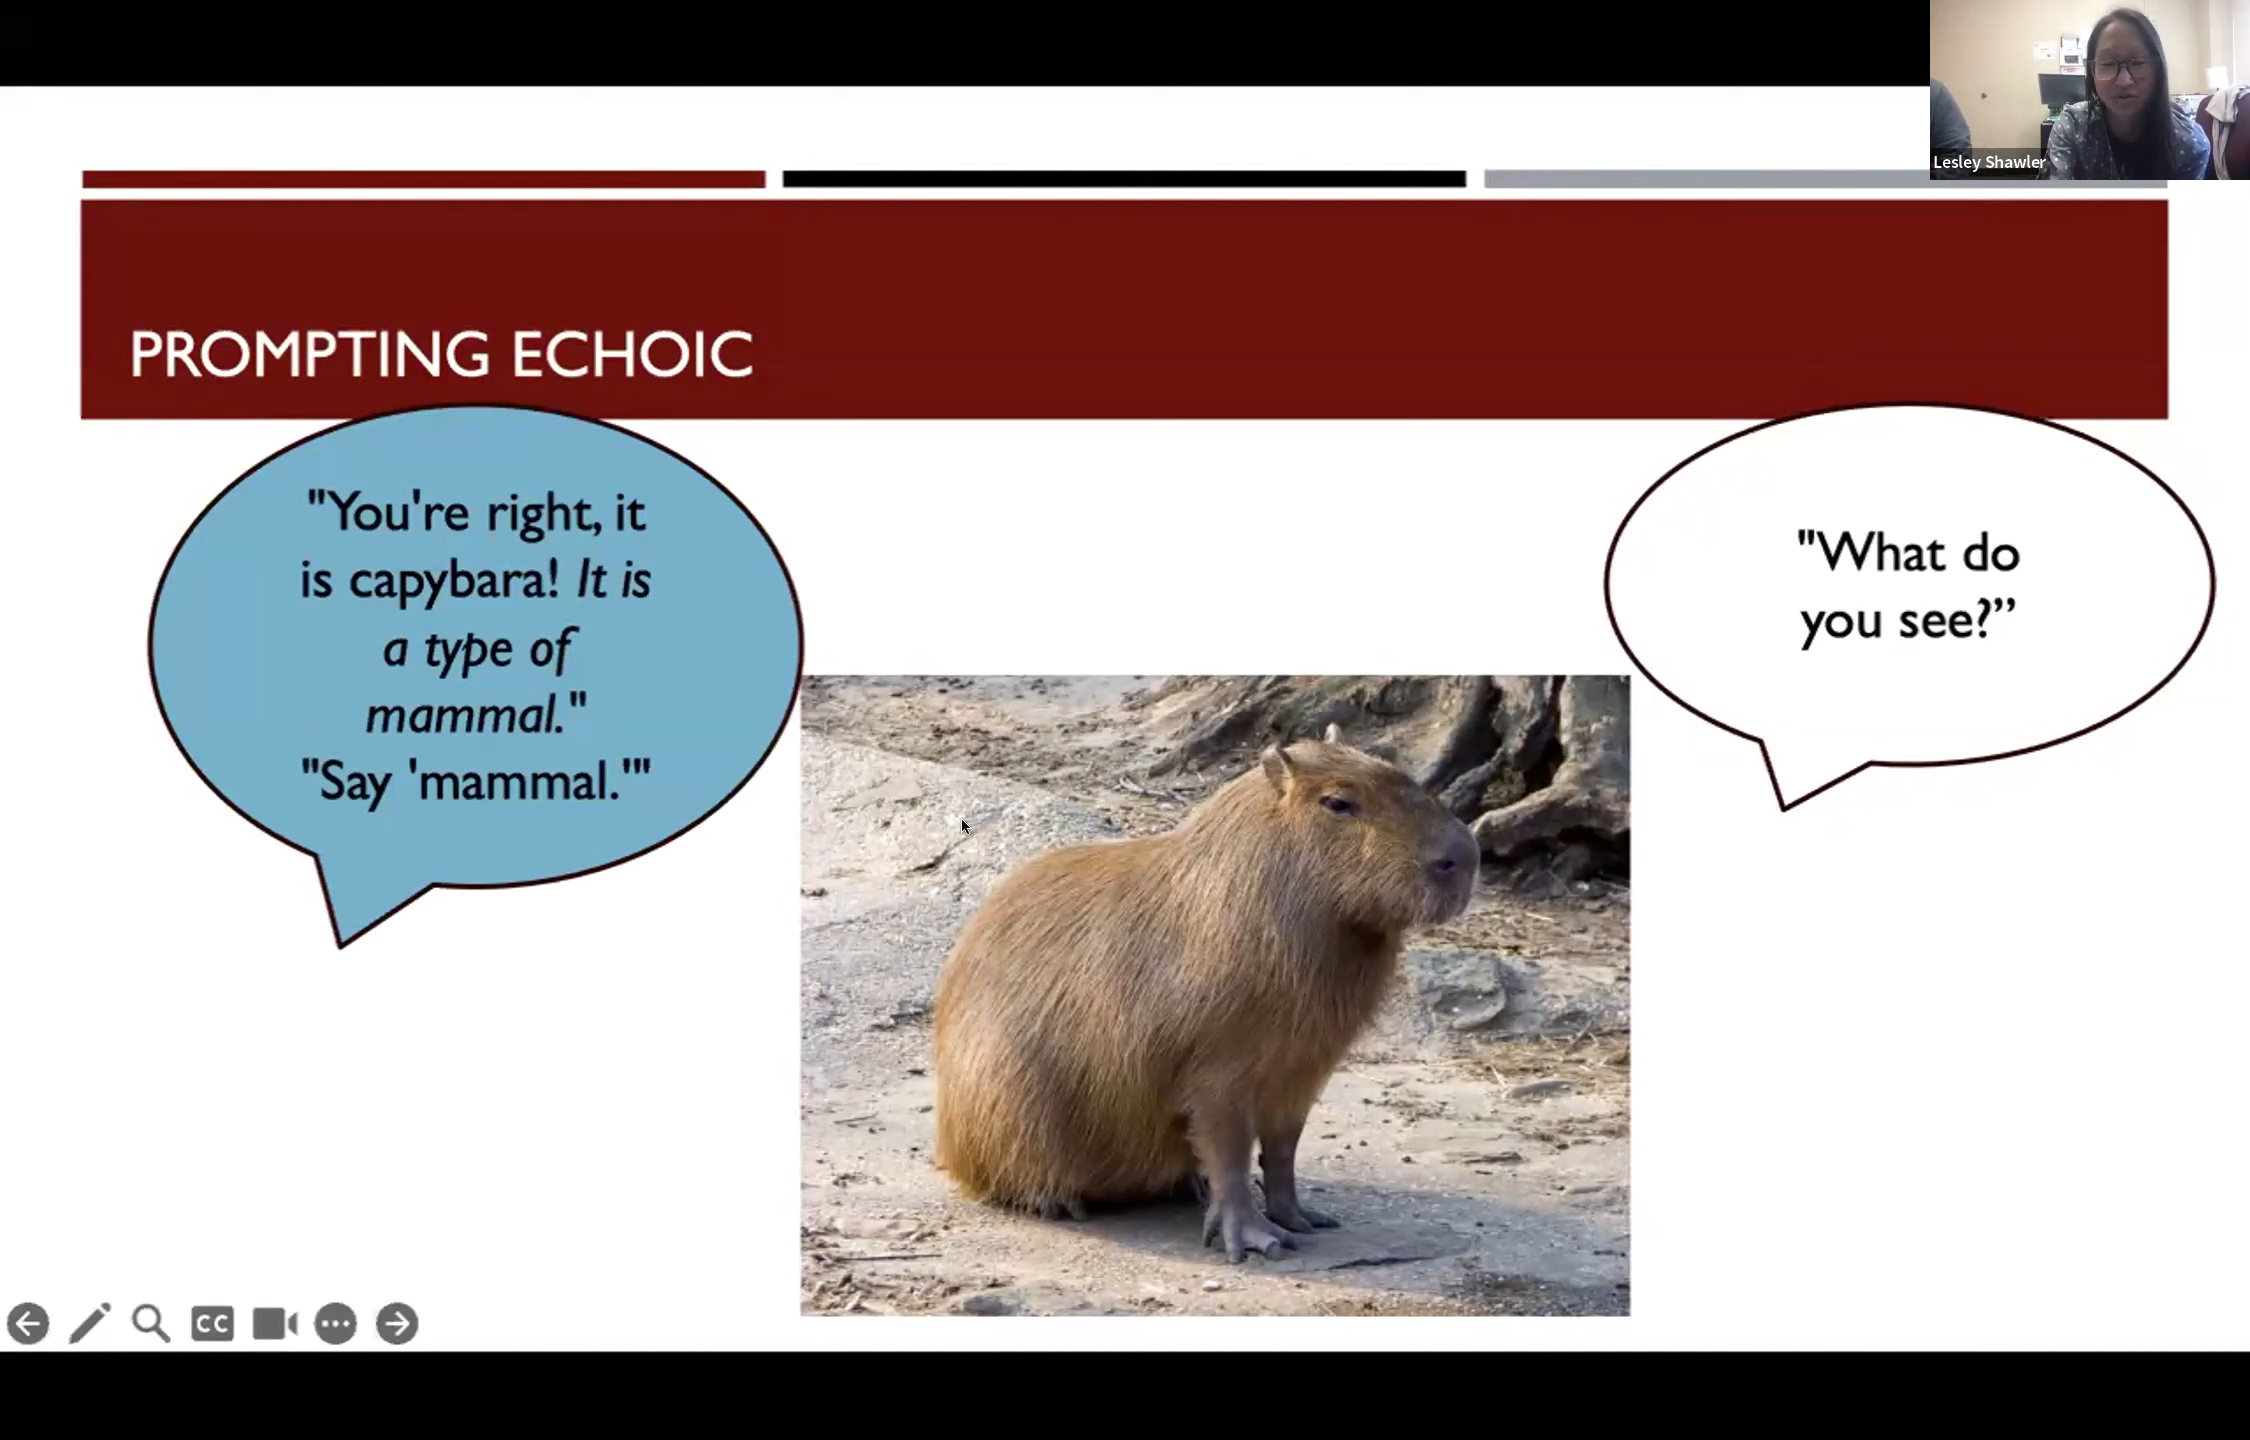 Lesley Shawler
PROMPTING ECHOIC
"You're right, it
is capybara! It is
a type of
mammal."
"Say 'mammal.'"
"What do
you see?”
CC